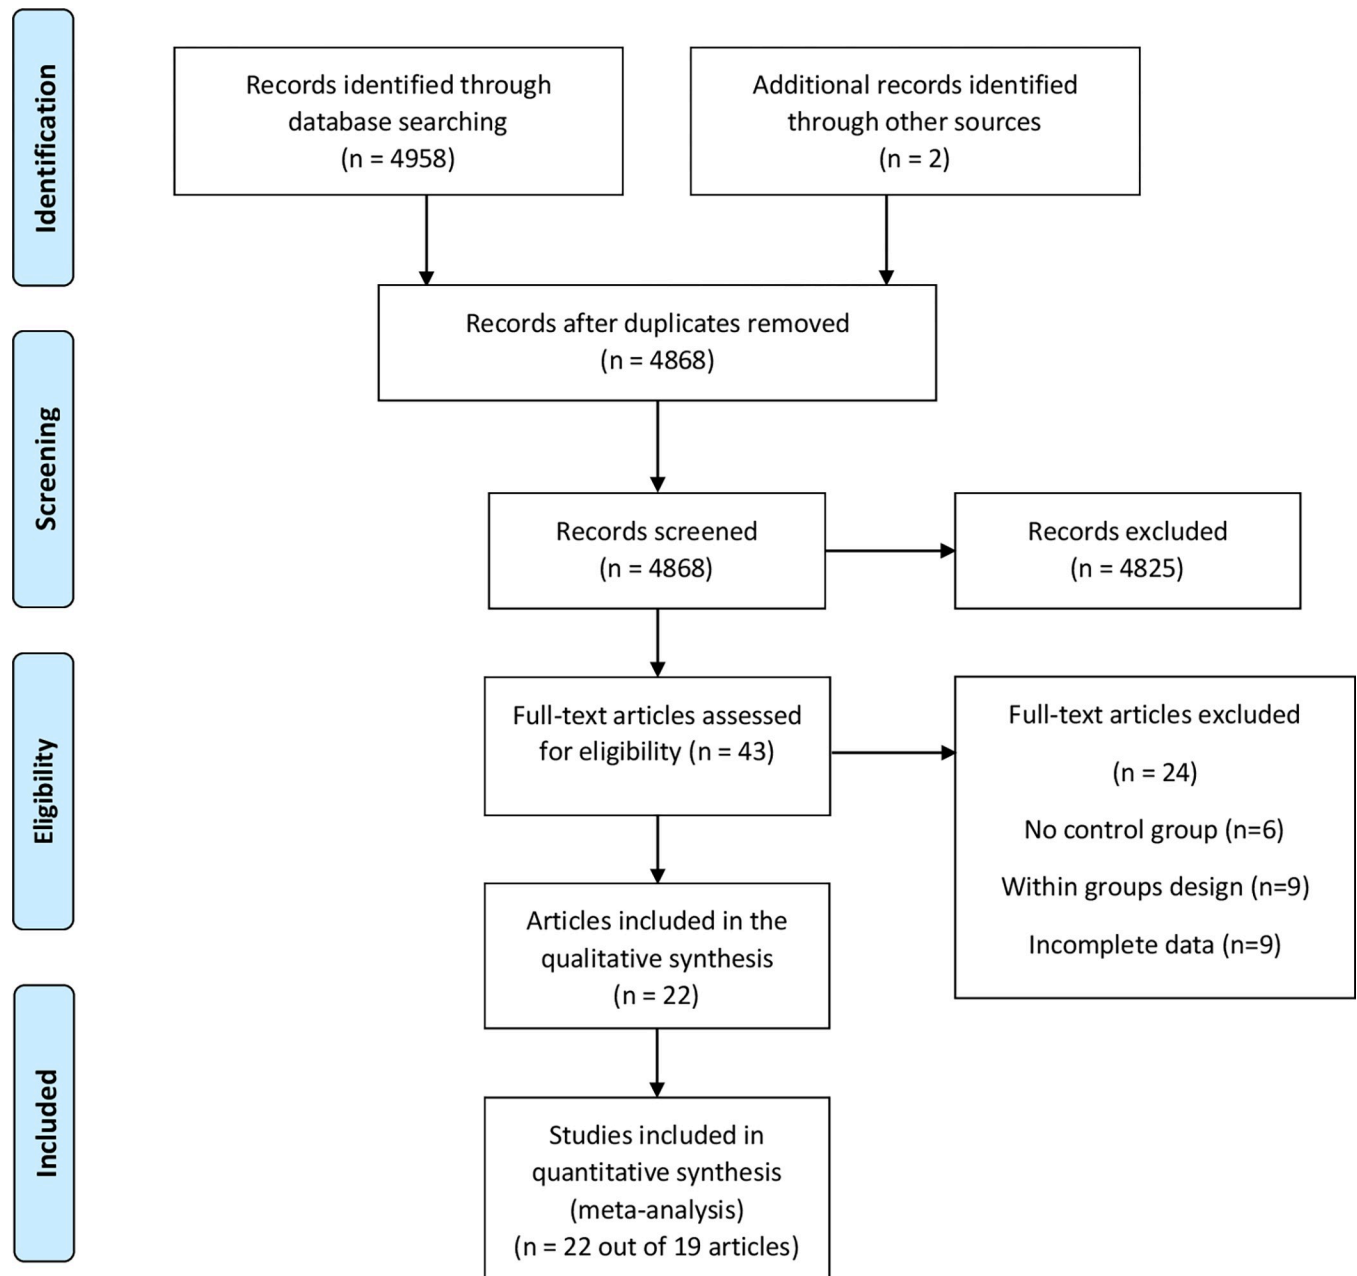 Identification
Records identified through
database searching
(n = 4958)
Additional records identified
through other sources
(n = 2)
Records after duplicates removed
(n = 4868)
Screening
Records screened
(n = 4868)
Records excluded
(n = 4825)
Eligibility
Full-text articles assessed
for eligibility (n = 43)
Full-text articles excluded
(n = 24)
No control group (n=6)
Within groups design (n=9)
Incomplete data (n=9)
Articles included in the
qualitative synthesis
(n = 22)
Included
Studies included in
quantitative synthesis
(meta-analysis)
(n = 22 out of 19 articles)